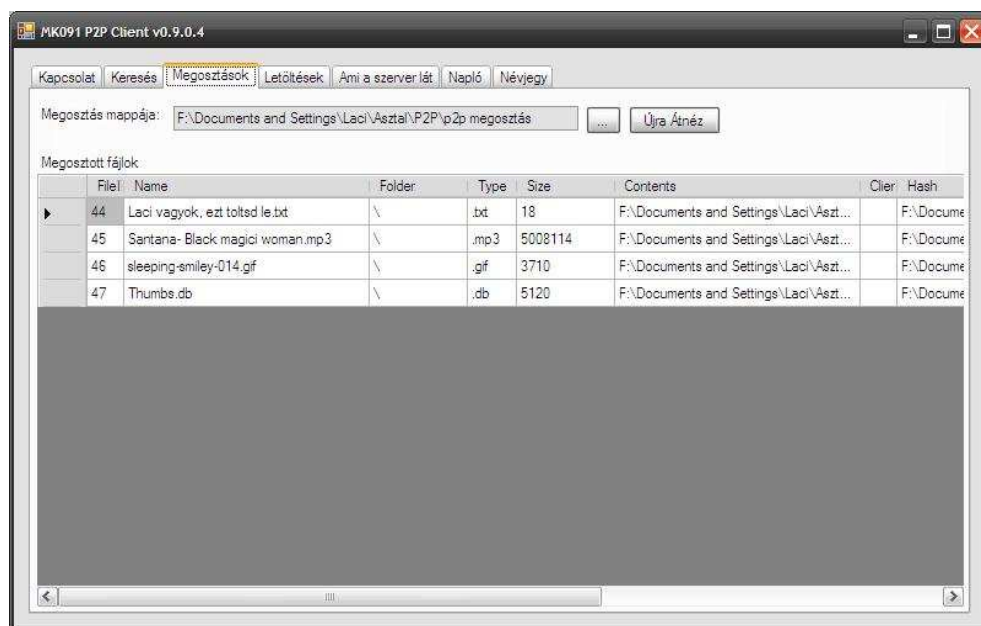 MK091 P2P Client v0.9.0.4
Kapcsolat Keresés Megosztások Letöltések Ami a szerver lát Napló Névjegy
Megosztás mappája: F:\Documents and Settings\Laci\Asztal\P2P\p2p megosztás ... Újra Átnéz
Megosztott fájlok
FileI Name Folder Type Size Contents Clier Hash
44 Laci vagyok, ezt toltsd le.txt \ .txt 18 F:\Documents and Settings\Laci\Aszt... F:\Docume
45 Santana- Black magici woman.mp3 \ .mp3 5008114 F:\Documents and Settings\Laci\Aszt... F:\Docume
46 sleeping-smiley-014.gif \ .gif 3710 F:\Documents and Settings\Laci\Aszt... F:\Docume
47 Thumbs.db \ .db 5120 F:\Documents and Settings\Laci\Aszt... F:\Docume